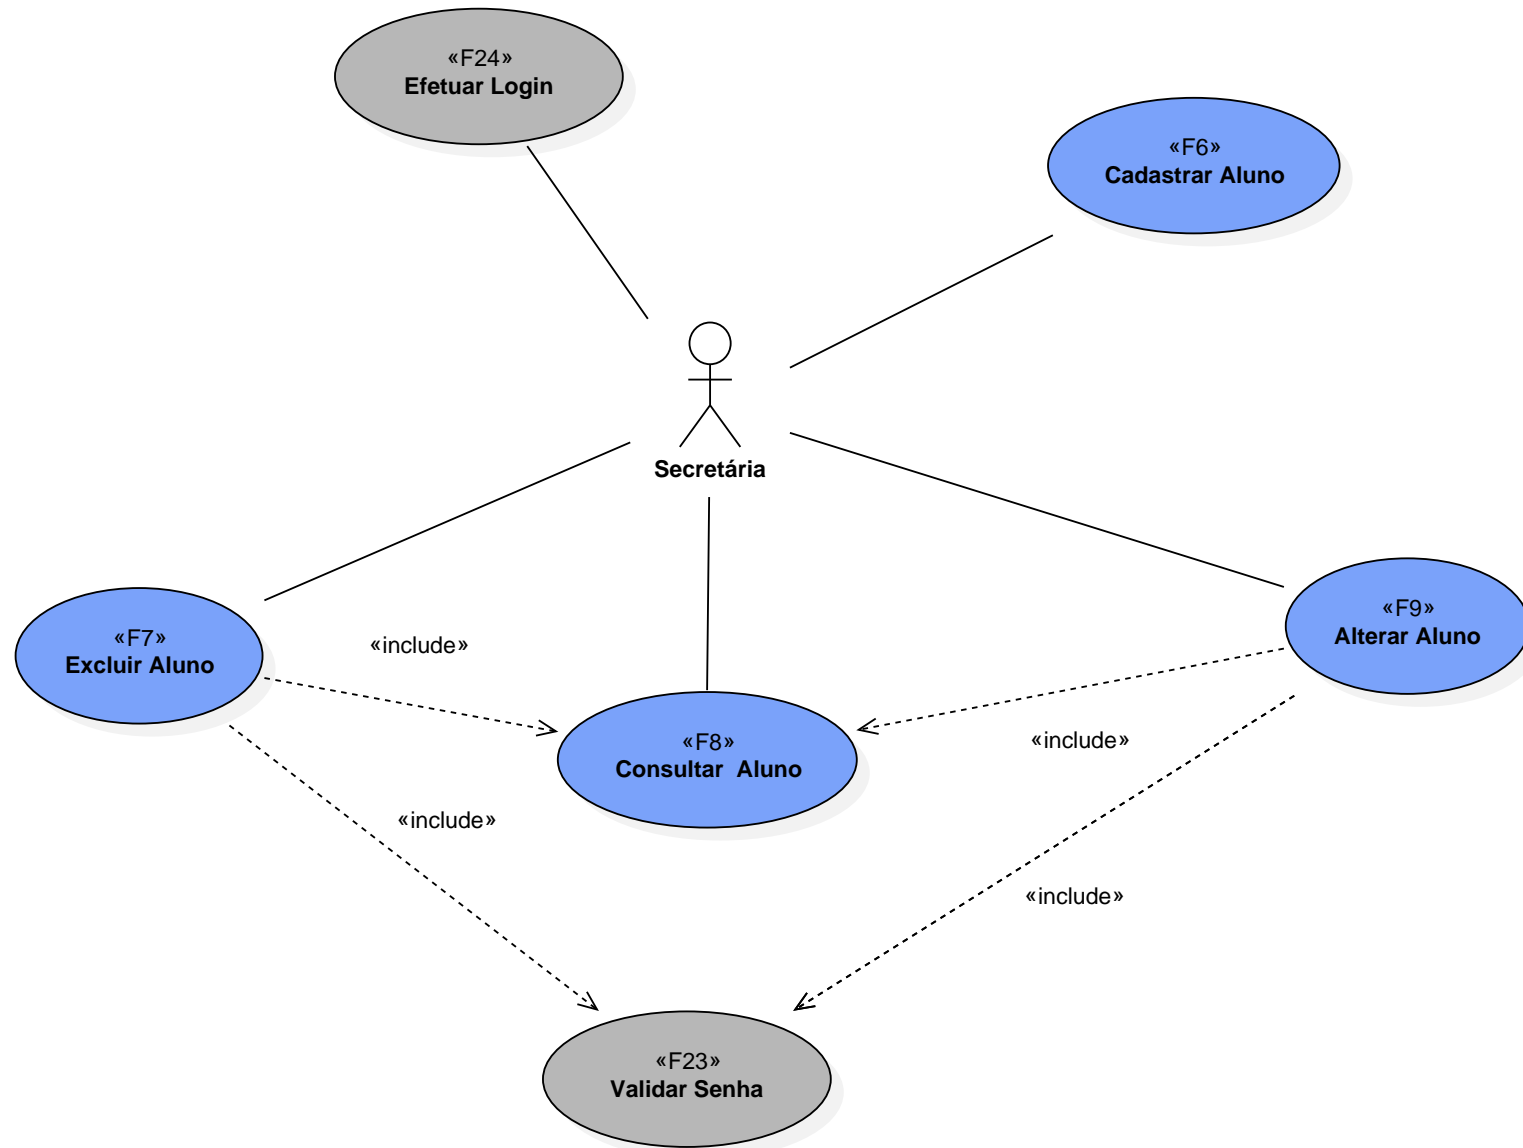 «F24»
Efetuar Login
«F6»
Cadastrar Aluno
Secretária
«F7»
Excluir Aluno
«include»
«F9»
Alterar Aluno
«F8»
Consultar  Aluno
«include»
«include»
«include»
«F23»
Validar Senha